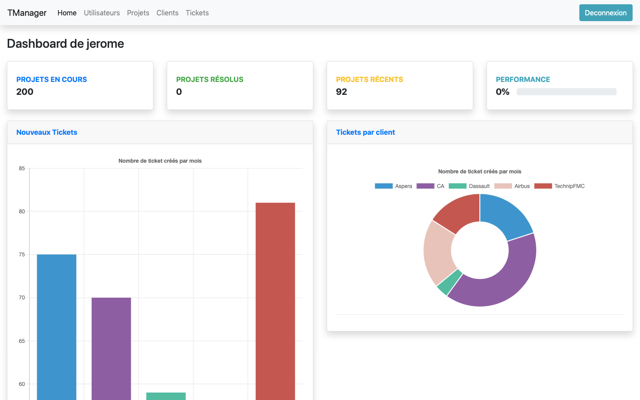 TManager Home Utilisateurs Projets Clients Tickets Deconnexion
Dashboard de jerome
PROJETS EN COURS
200
PROJETS RÉSOLUS
0
PROJETS RÉCENTS
92
PERFORMANCE
0%
Nouveaux Tickets
Nombre de ticket créés par mois
85
80
75
70
65
60
Tickets par client
Nombre de ticket créés par mois
Aspera CA Dassault Airbus TechnipFMC